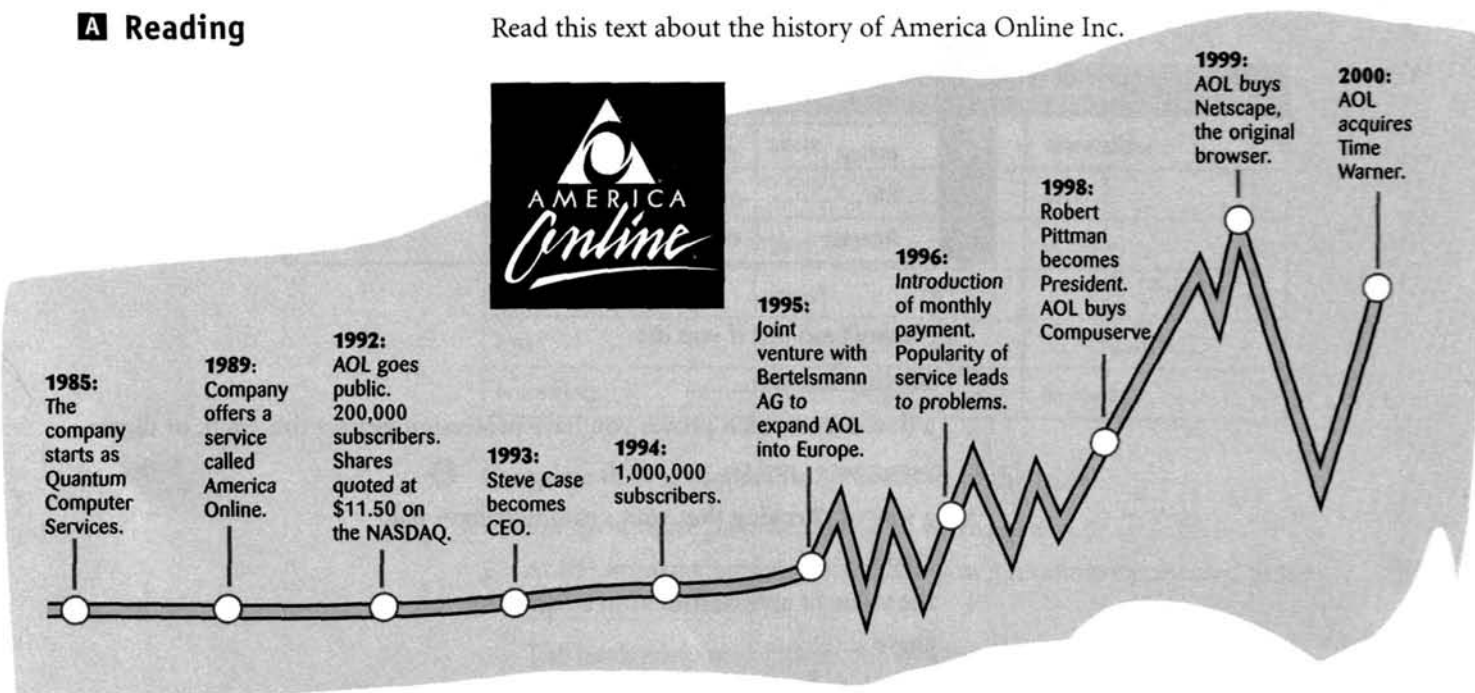 A Reading
Read this text about the history of America Online Inc.
AMERICA
Online
1985:
The
company
starts as
Quantum
Computer
Services.
1989:
Company
offers a
service
called
America
Online.
1992:
AOL goes
public.
200,000
subscribers.
Shares
quoted at
$11.50 on
the NASDAQ.
1993:
Steve Case
becomes
CEO.
1994:
1,000,000
subscribers.
1995:
Joint
venture with
Bertelsmann
AG to
expand AOL
into Europe.
1996:
Introduction
of monthly
payment.
Popularity of
service leads
to problems.
1998:
Robert
Pittman
becomes
President.
AOL buys
Compuserve.
1999:
AOL buys
Netscape,
the original
browser.
2000:
AOL
acquires
Time
Warner.